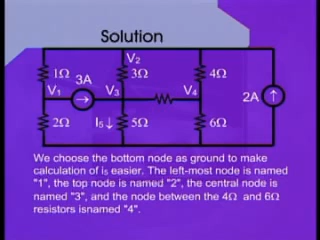 Solution
V2
1Ω 3A 3Ω 4Ω
V1 V3 V4 2A
2Ω I5↓ 5Ω 6Ω
We choose the bottom node as ground to make
calculation of i5 easier. The left-most node is named
"1", the top node is named "2", the central node is
named "3", and the node between the 4Ω and 6Ω
resistors isnamed "4".